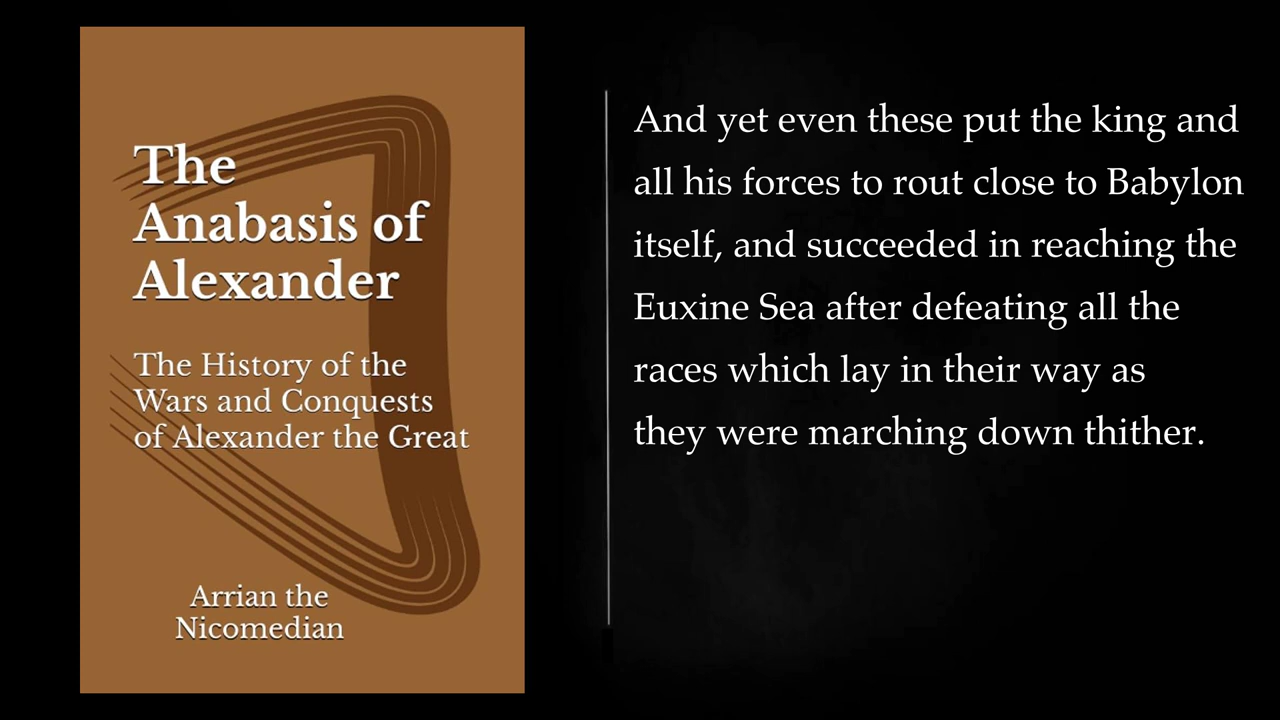 The
Anabasis of
Alexander
The History of the
Wars and Conquests
of Alexander the Great
Arrian the
Nicomedian
And yet even these put the king and
all his forces to rout close to Babylon
itself, and succeeded in reaching the
Euxine Sea after defeating all the
races which lay in their way as
they were marching down thither.